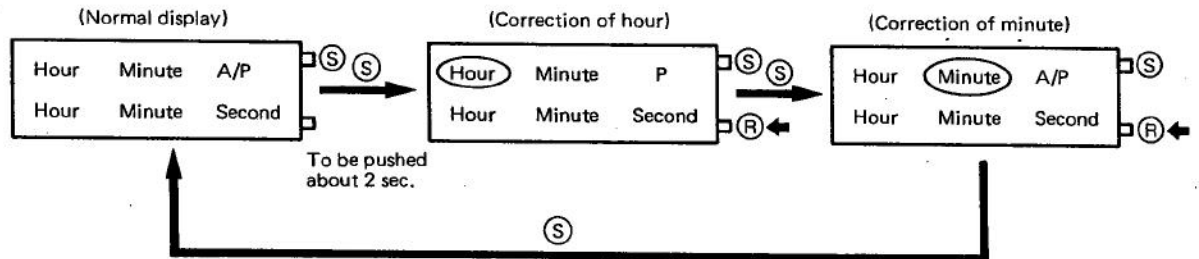 (Normal display)
(Correction of hour)
(Correction of minute)
Hour Minute A/P
Hour Minute Second
S
S
To be pushed
about 2 sec.
Hour Minute P
Hour Minute Second
S
S
R
Hour Minute A/P
Hour Minute Second
S
R
S